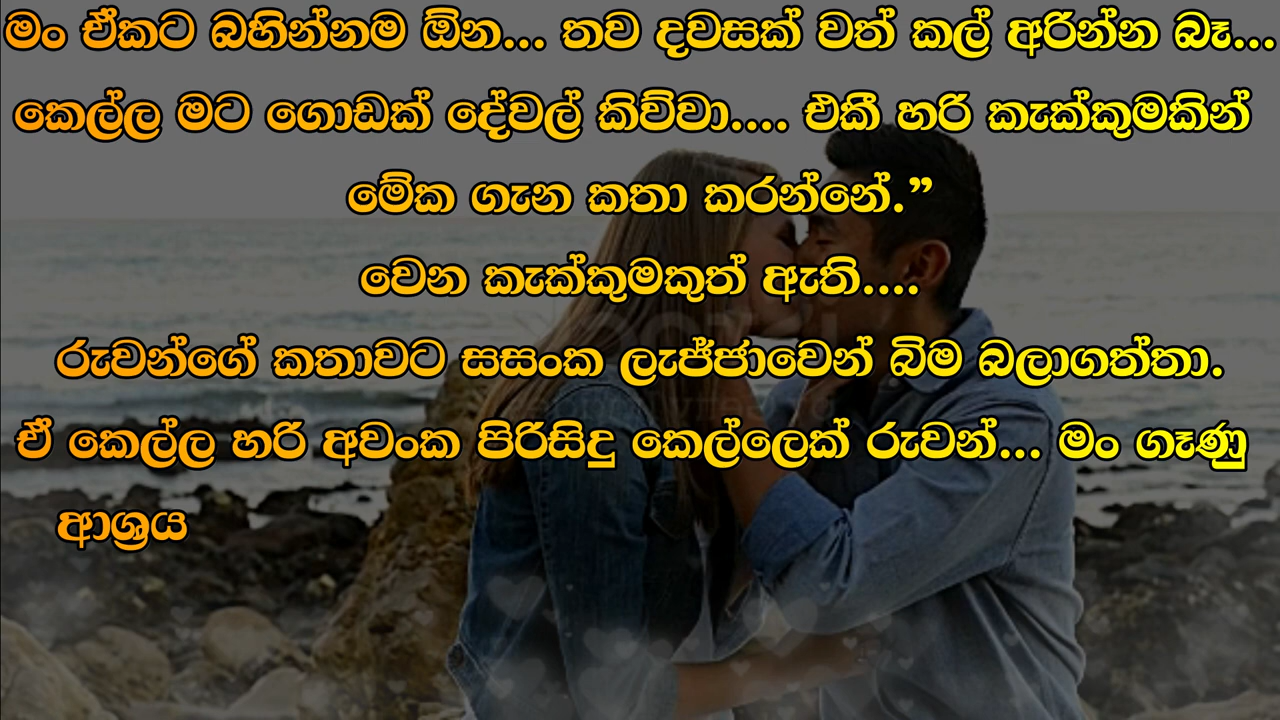 මං ඒකට බහින්නම ඕන... තව දවසක් වත් කල් අරින්න බෑ...
කෙල්ල මට ගොඩක් දේවල් කිව්වා.... එකී හරි කැක්කුමකින්
මේක ගැන කතා කරන්නේ.”
වෙන කැක්කුමකුත් ඇති....
රුවන්ගේ කතාවට සසංක ලැජ්ජාවෙන් බිම බලාගත්තා.
ඒ කෙල්ල හරි අවංක පිරිසිදු කෙල්ලෙක් රුවන්... මං ගෑණු
ආශ්‍රය